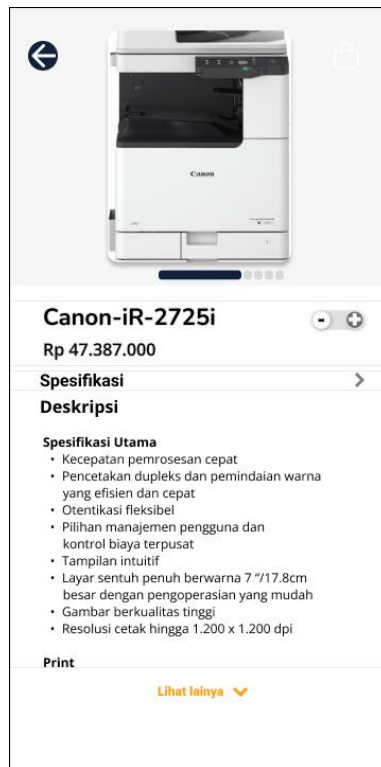 Canon
Canon-iR-2725i
-
+
Rp 47.387.000
Spesifikasi
Deskripsi
Spesifikasi Utama
• Kecepatan pemrosesan cepat
• Pencetakan dupleks dan pemindaian warna
yang efisien dan cepat
• Otentikasi fleksibel
• Pilihan manajemen pengguna dan
kontrol biaya terpusat
• Tampilan intuitif
• Layar sentuh penuh berwarna 7 “/17.8cm
besar dengan pengoperasian yang mudah
• Gambar berkualitas tinggi
• Resolusi cetak hingga 1.200 x 1.200 dpi
Print
Lihat lainya